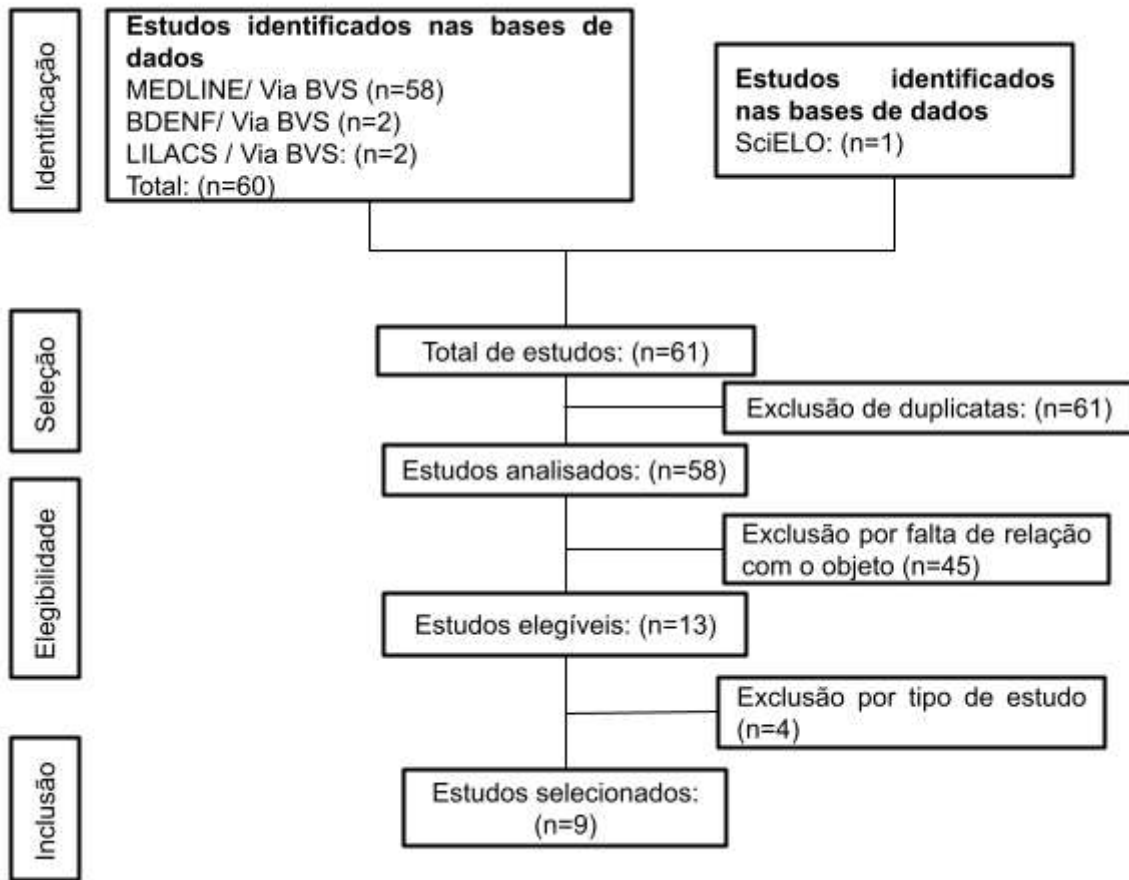 Identificação
Estudos identificados nas bases de
dados
MEDLINE/ Via BVS (n=58)
BDENF/ Via BVS (n=2)
LILACS / Via BVS: (n=2)
Total: (n=60)
Estudos identificados
nas bases de dados
SciELO: (n=1)
Seleção
Total de estudos: (n=61)
Exclusão de duplicatas: (n=61)
Estudos analisados: (n=58)
Elegibilidade
Exclusão por falta de relação
com o objeto (n=45)
Estudos elegíveis: (n=13)
Exclusão por tipo de estudo
(n=4)
Inclusão
Estudos selecionados:
(n=9)